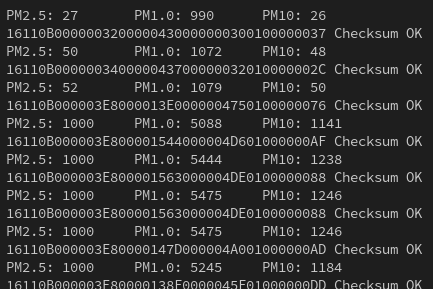 PM2.5: 27 PM1.0: 990 PM10: 26
16110B0000003200000430000000300100000037 Checksum OK
PM2.5: 50 PM1.0: 1072 PM10: 48
16110B000000340000043700000032010000002C Checksum OK
PM2.5: 52 PM1.0: 1079 PM10: 50
16110B000003E8000013E0000004750100000076 Checksum OK
PM2.5: 1000 PM1.0: 5088 PM10: 1141
16110B000003E800001544000004D601000000AF Checksum OK
PM2.5: 1000 PM1.0: 5444 PM10: 1238
16110B000003E800001563000004DE0100000088 Checksum OK
PM2.5: 1000 PM1.0: 5475 PM10: 1246
16110B000003E800001563000004DE0100000088 Checksum OK
PM2.5: 1000 PM1.0: 5475 PM10: 1246
16110B000003E80000147D000004A001000000AD Checksum OK
PM2.5: 1000 PM1.0: 5245 PM10: 1184
16110B000003E80000138F0000045F01000000DD Checksum OK